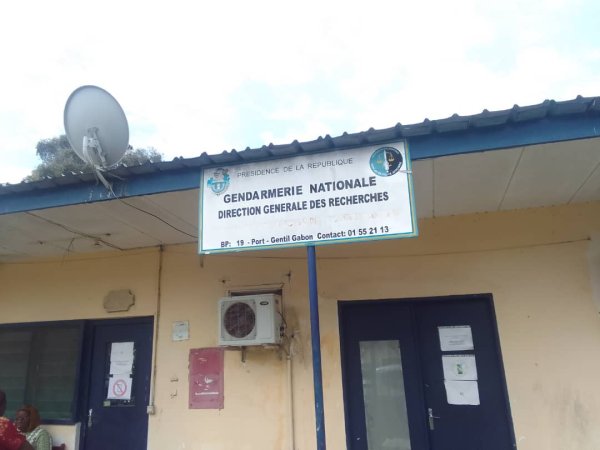 PRESIDENCE DE LA REPUBLIQUE
GENDARMERIE NATIONALE
DIRECTION GENERALE DES RECHERCHES
BP: 19 - Port - Gentil Gabon Contact: 01 55 21 13